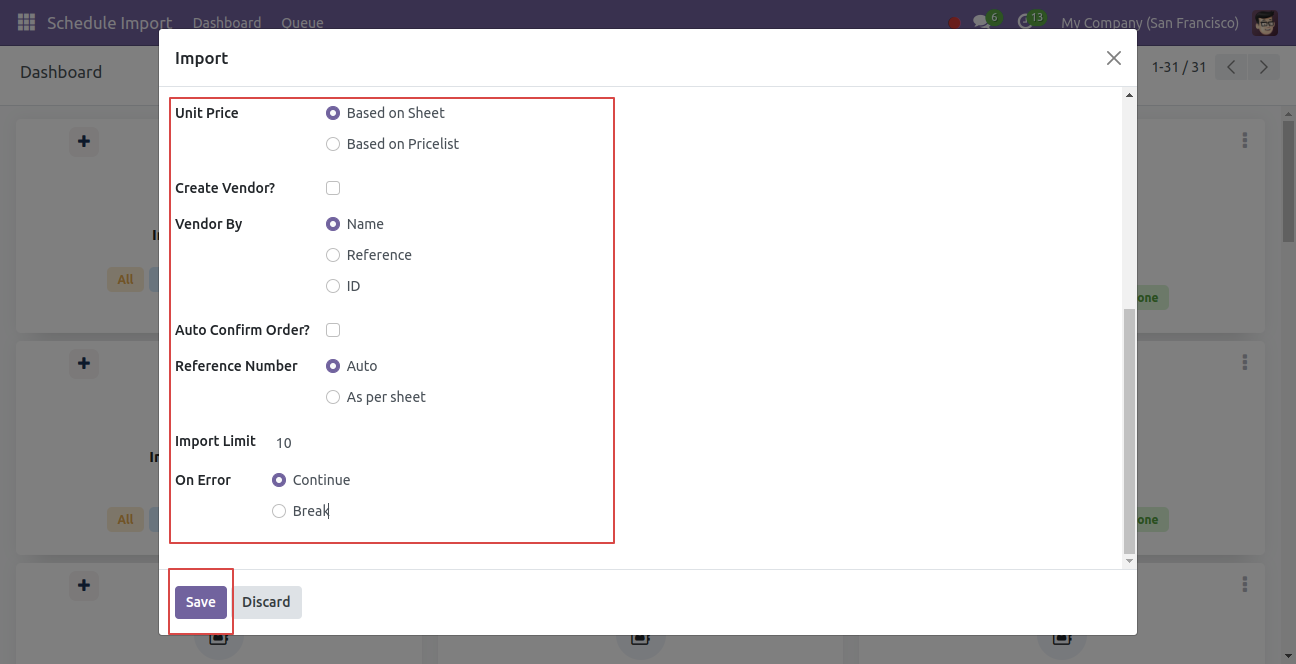 Schedule Import Dashboard Queue 6 13 My Company (San Francisco)
Import
Dashboard 1-31 / 31
Unit Price Based on Sheet
Based on Pricelist
Create Vendor?
Vendor By Name
Reference
ID
All
Auto Confirm Order?
Reference Number Auto
As per sheet
Import Limit 10
On Error Continue
Break
All
Save Discard